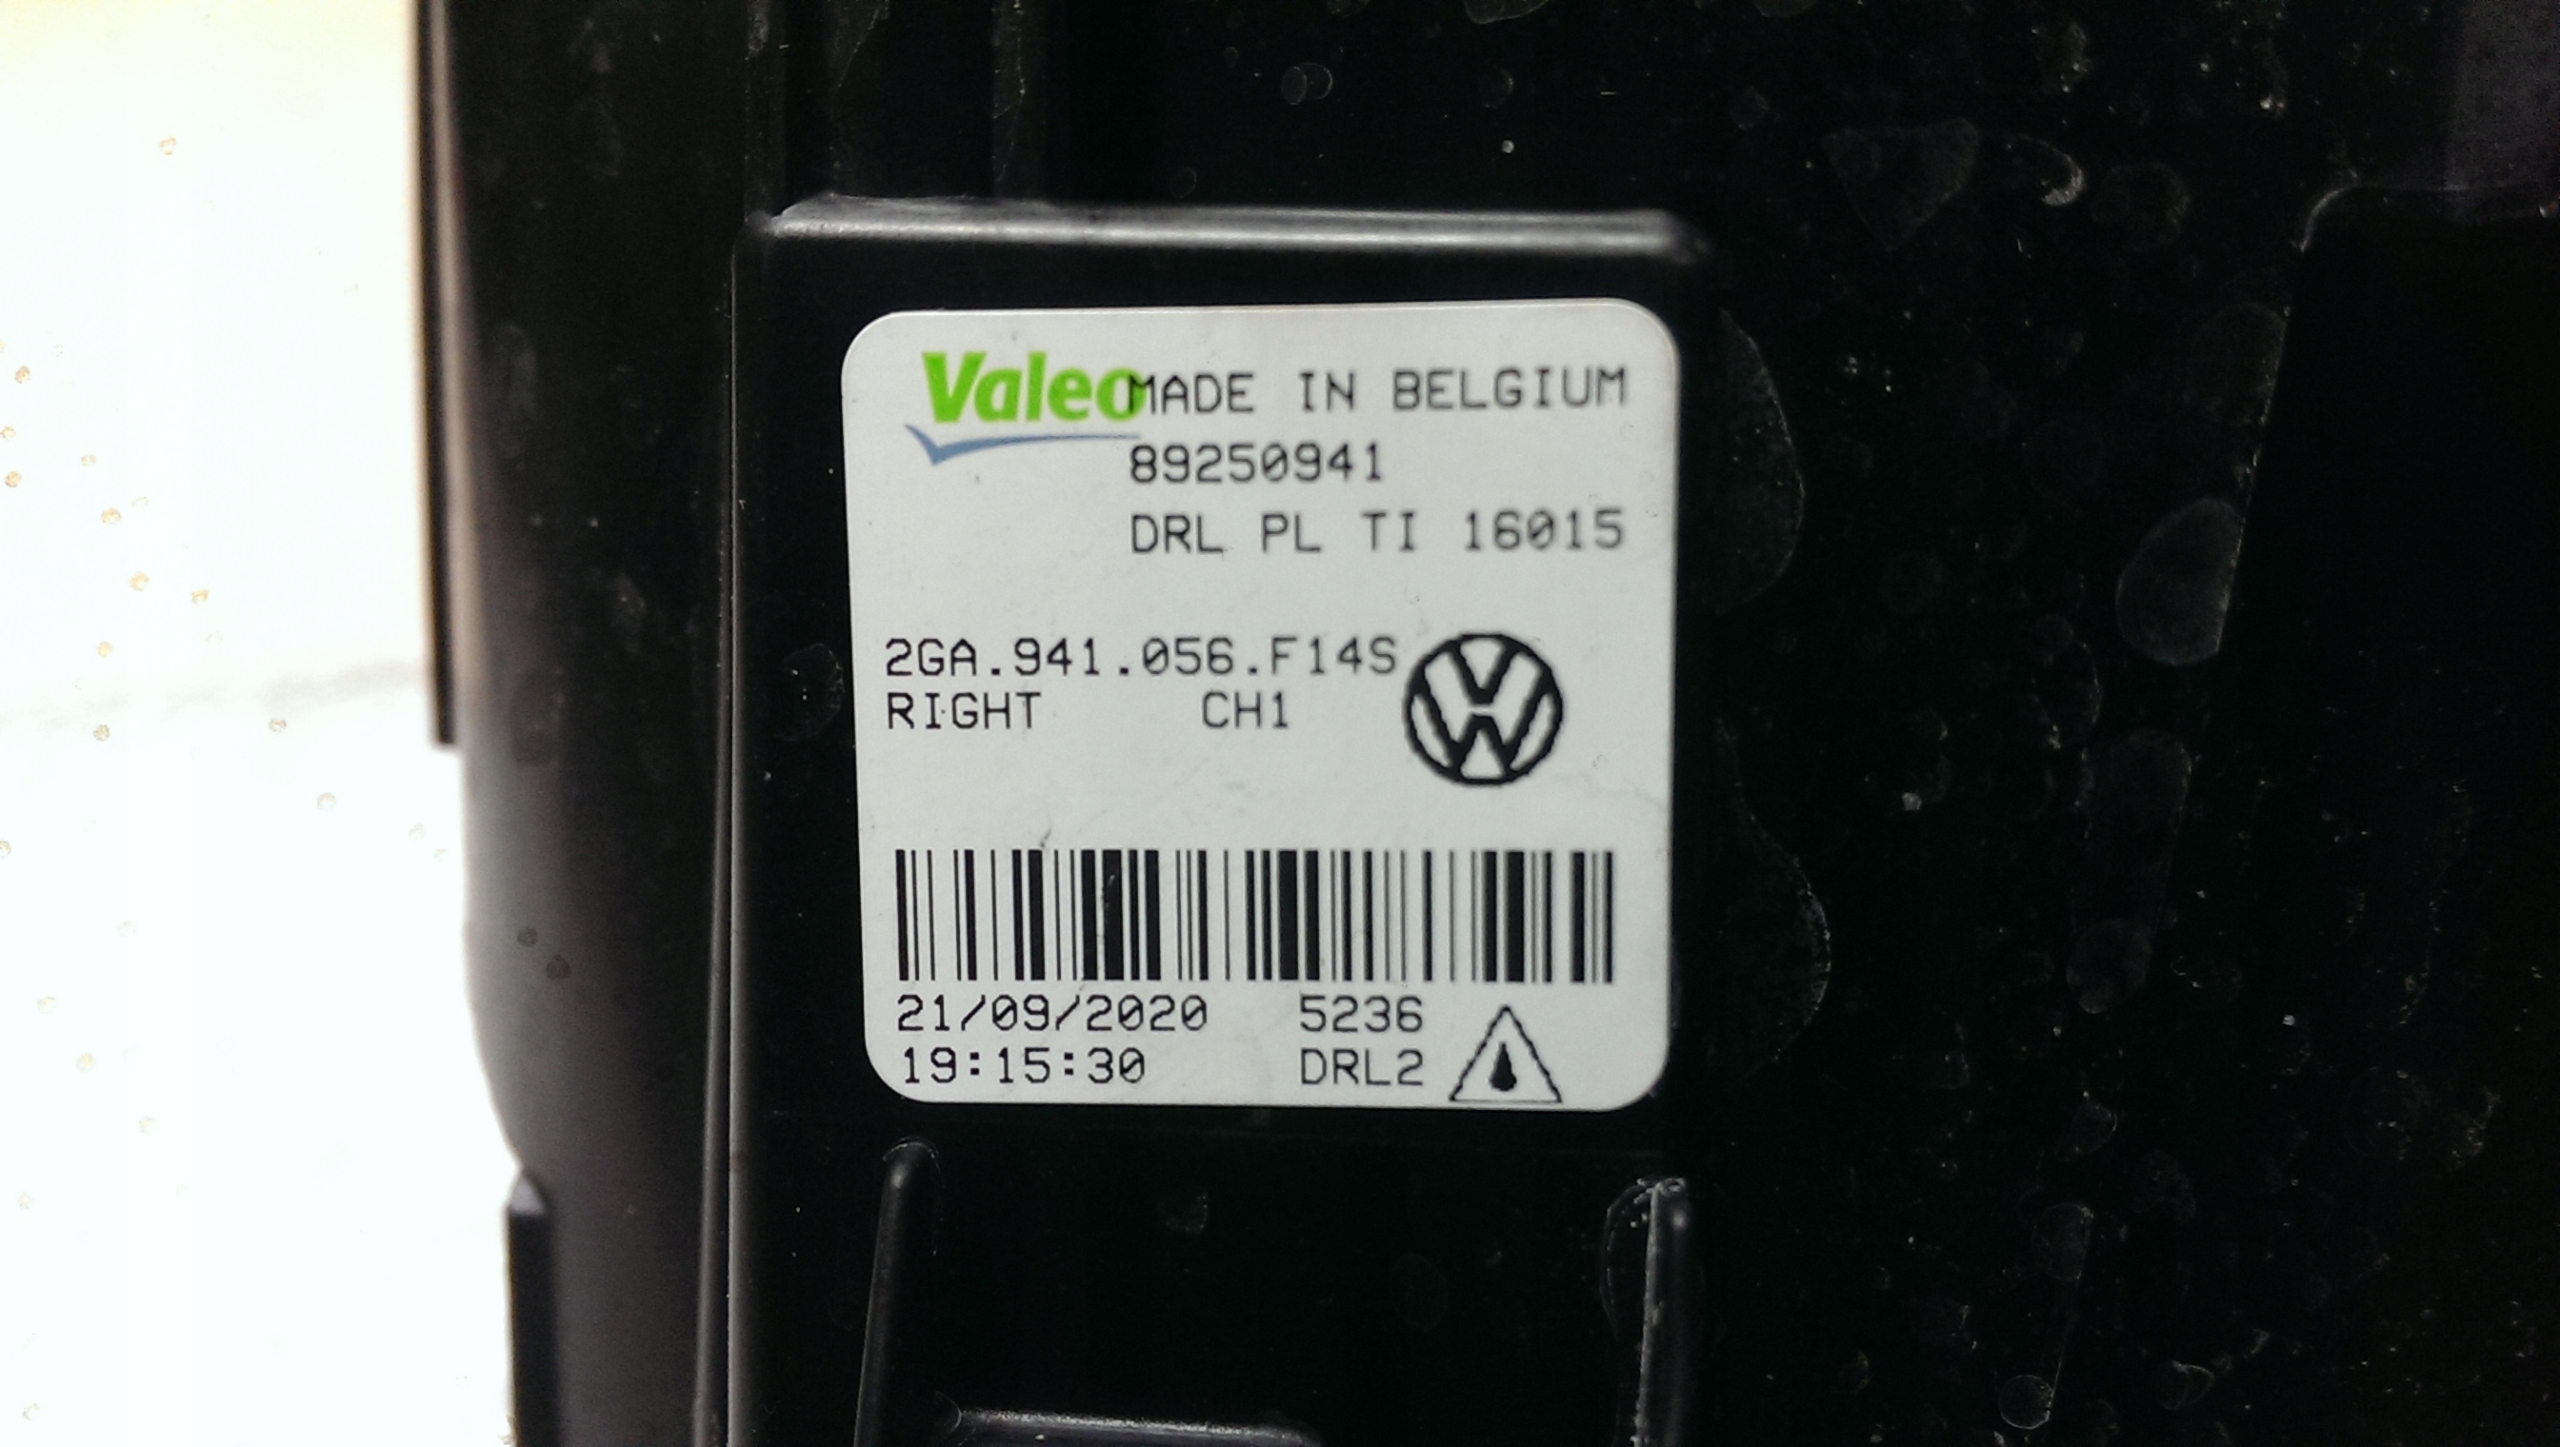 Valeo MADE IN BELGIUM
89250941
DRL PL TI 16015
2GA.941.056.F14S
RIGHT CH1
21/09/2020 5236
19:15:30 DRL2